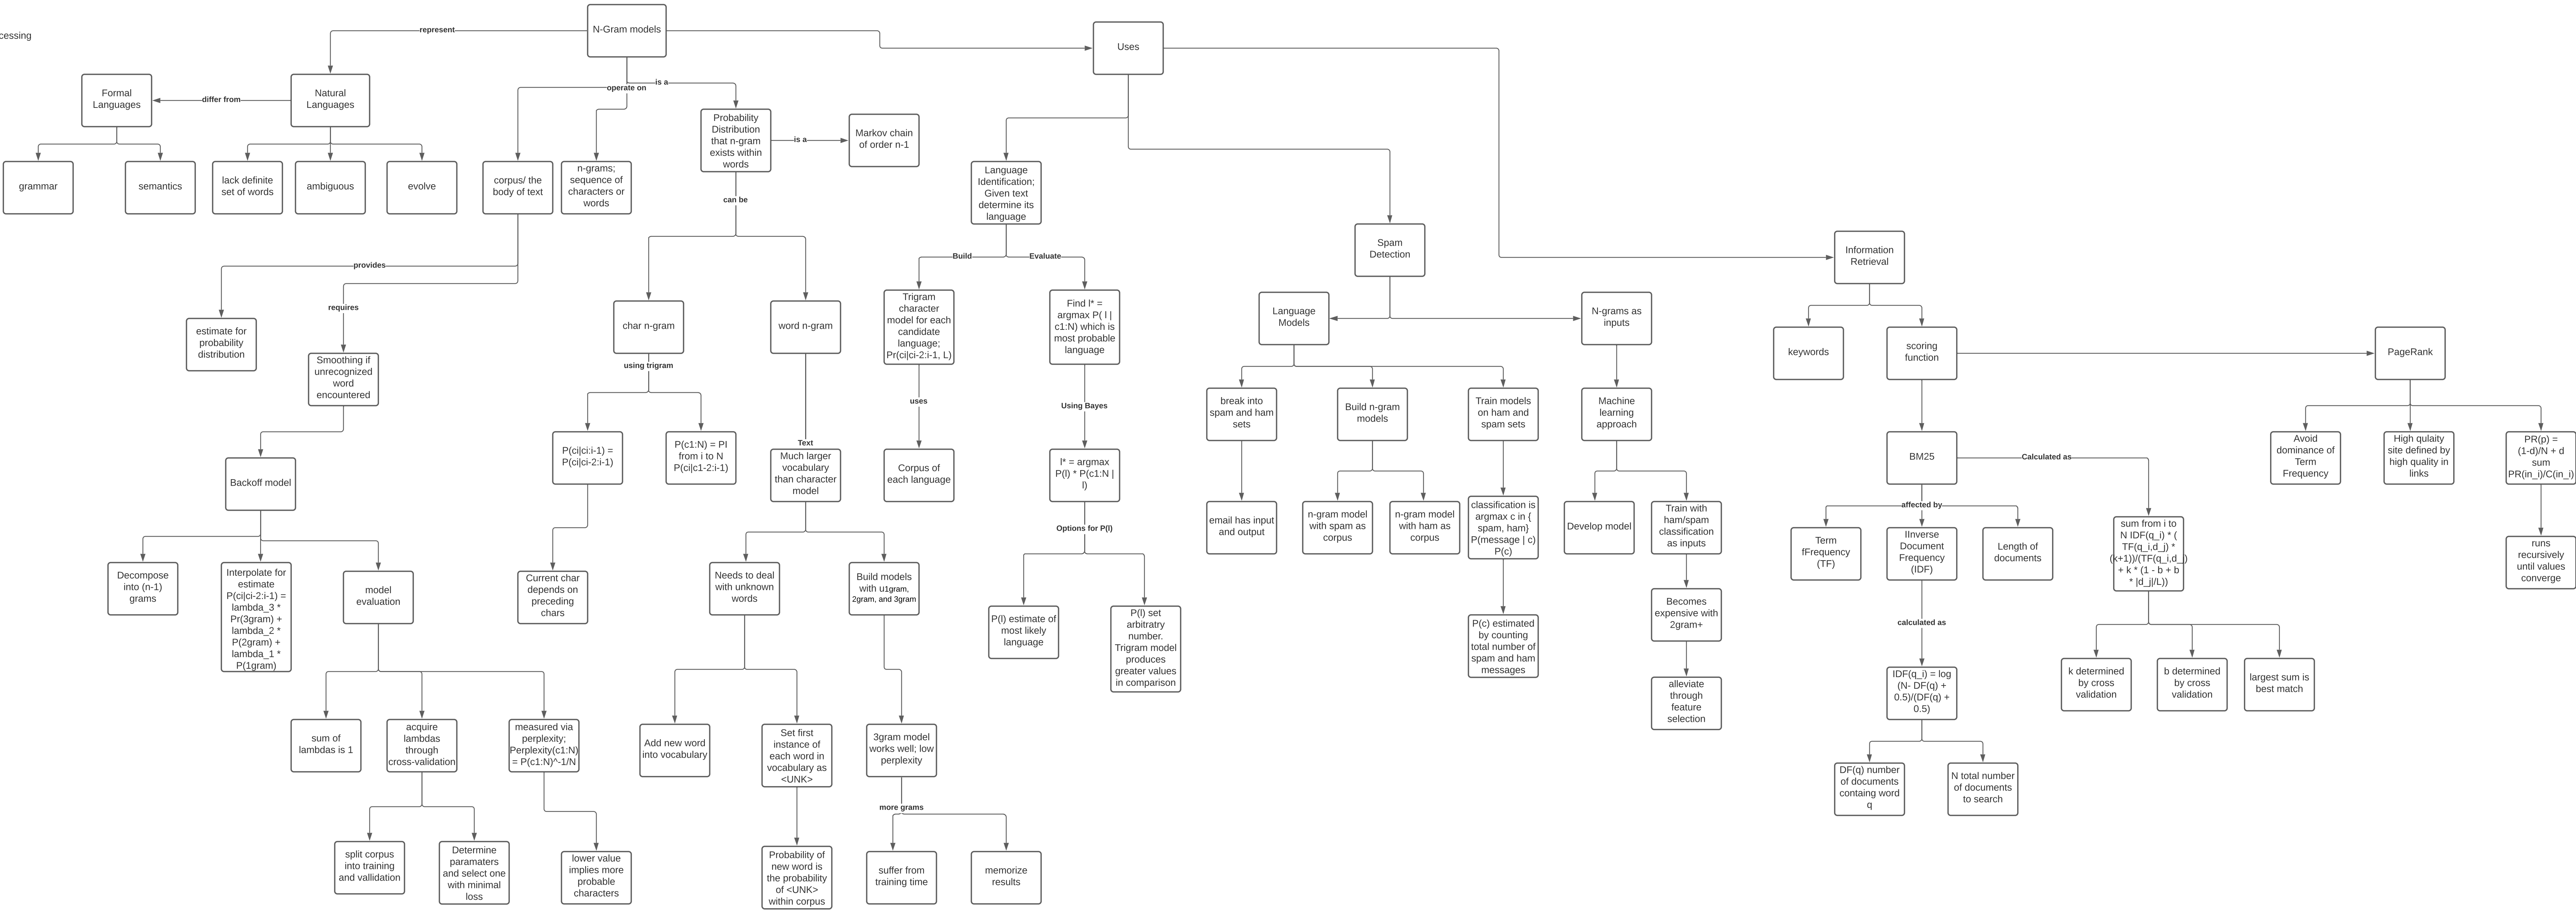 cessing
N-Gram models
represent
Uses
Formal
Languages
differ from
Natural
Languages
is a
operate on
Probability
Distribution
that n-gram
exists within
words
is a
Markov chain
of order n-1
grammar
semantics
lack definite
set of words
ambiguous
evolve
corpus/ the
body of text
n-grams;
sequence of
characters or
words
can be
Language
Identification;
Given text
determine its
language
Spam
Detection
Information
Retrieval
provides
requires
estimate for
probability
distribution
Smoothing if
unrecognized
word
encountered
char n-gram
word n-gram
Build
Evaluate
Trigram
character
model for each
candidate
language;
Pr(ci|ci-2:i-1, L)
Find l* =
argmax P( l |
c1:N) which is
most probable
language
Language
Models
N-grams as
inputs
keywords
scoring
function
PageRank
using trigram
uses
Using Bayes
break into
spam and ham
sets
Build n-gram
models
Train models
on ham and
spam sets
Machine
learning
approach
Backoff model
P(ci|ci:i-1) =
P(ci|ci-2:i-1)
P(c1:N) = PI
from i to N
P(ci|c1-2:i-1)
Text
Much larger
vocabulary
than character
model
Corpus of
each language
l* = argmax
P(l) * P(c1:N |
l)
BM25
Calculated as
Avoid
dominance of
Term
Frequency
High qulaity
site defined by
high quality in
links
PR(p) =
(1-d)/N + d
sum
PR(in_i)/C(in_i)
email has input
and output
n-gram model
with spam as
corpus
n-gram model
with ham as
corpus
classification is
argmax c in {
spam, ham}
P(message | c)
P(c)
Develop model
Train with
ham/spam
classification
as inputs
affected by
Options for P(l)
Term
fFrequency
(TF)
IInverse
Document
Frequency
(IDF)
Length of
documents
sum from i to
N IDF(q_i) * (
TF(q_i,d_j) *
(k+1))/(TF(q_i,d_j)
+ k * (1 - b + b
* |d_j|/L))
runs
recursively
until values
converge
Decompose
into (n-1)
grams
Interpolate for
estimate
P(ci|ci-2:i-1) =
lambda_3 *
Pr(3gram) +
lambda_2 *
P(2gram) +
lambda_1 *
P(1gram)
model
evaluation
Current char
depends on
preceding
chars
Needs to deal
with unknown
words
Build models
with u1gram,
2gram, and 3gram
P(l) estimate of
most likely
language
P(l) set
arbitratry
number.
Trigram model
produces
greater values
in comparison
P(c) estimated
by counting
total number of
spam and ham
messages
Becomes
expensive with
2gram+
calculated as
alleviate
through
feature
selection
IDF(q_i) = log
(N- DF(q) +
0.5)/(DF(q) +
0.5)
k determined
by cross
validation
b determined
by cross
validation
largest sum is
best match
sum of
lambdas is 1
acquire
lambdas
through
cross-validation
measured via
perplexity;
Perplexity(c1:N)
= P(c1:N)^-1/N
Add new word
into vocabulary
Set first
instance of
each word in
vocabulary as
<UNK>
3gram model
works well; low
perplexity
DF(q) number
of documents
containg word
q
N total number
of documents
to search
more grams
split corpus
into training
and vallidation
Determine
paramaters
and select one
with minimal
loss
lower value
implies more
probable
characters
Probability of
new word is
the probability
of <UNK>
within corpus
suffer from
training time
memorize
results